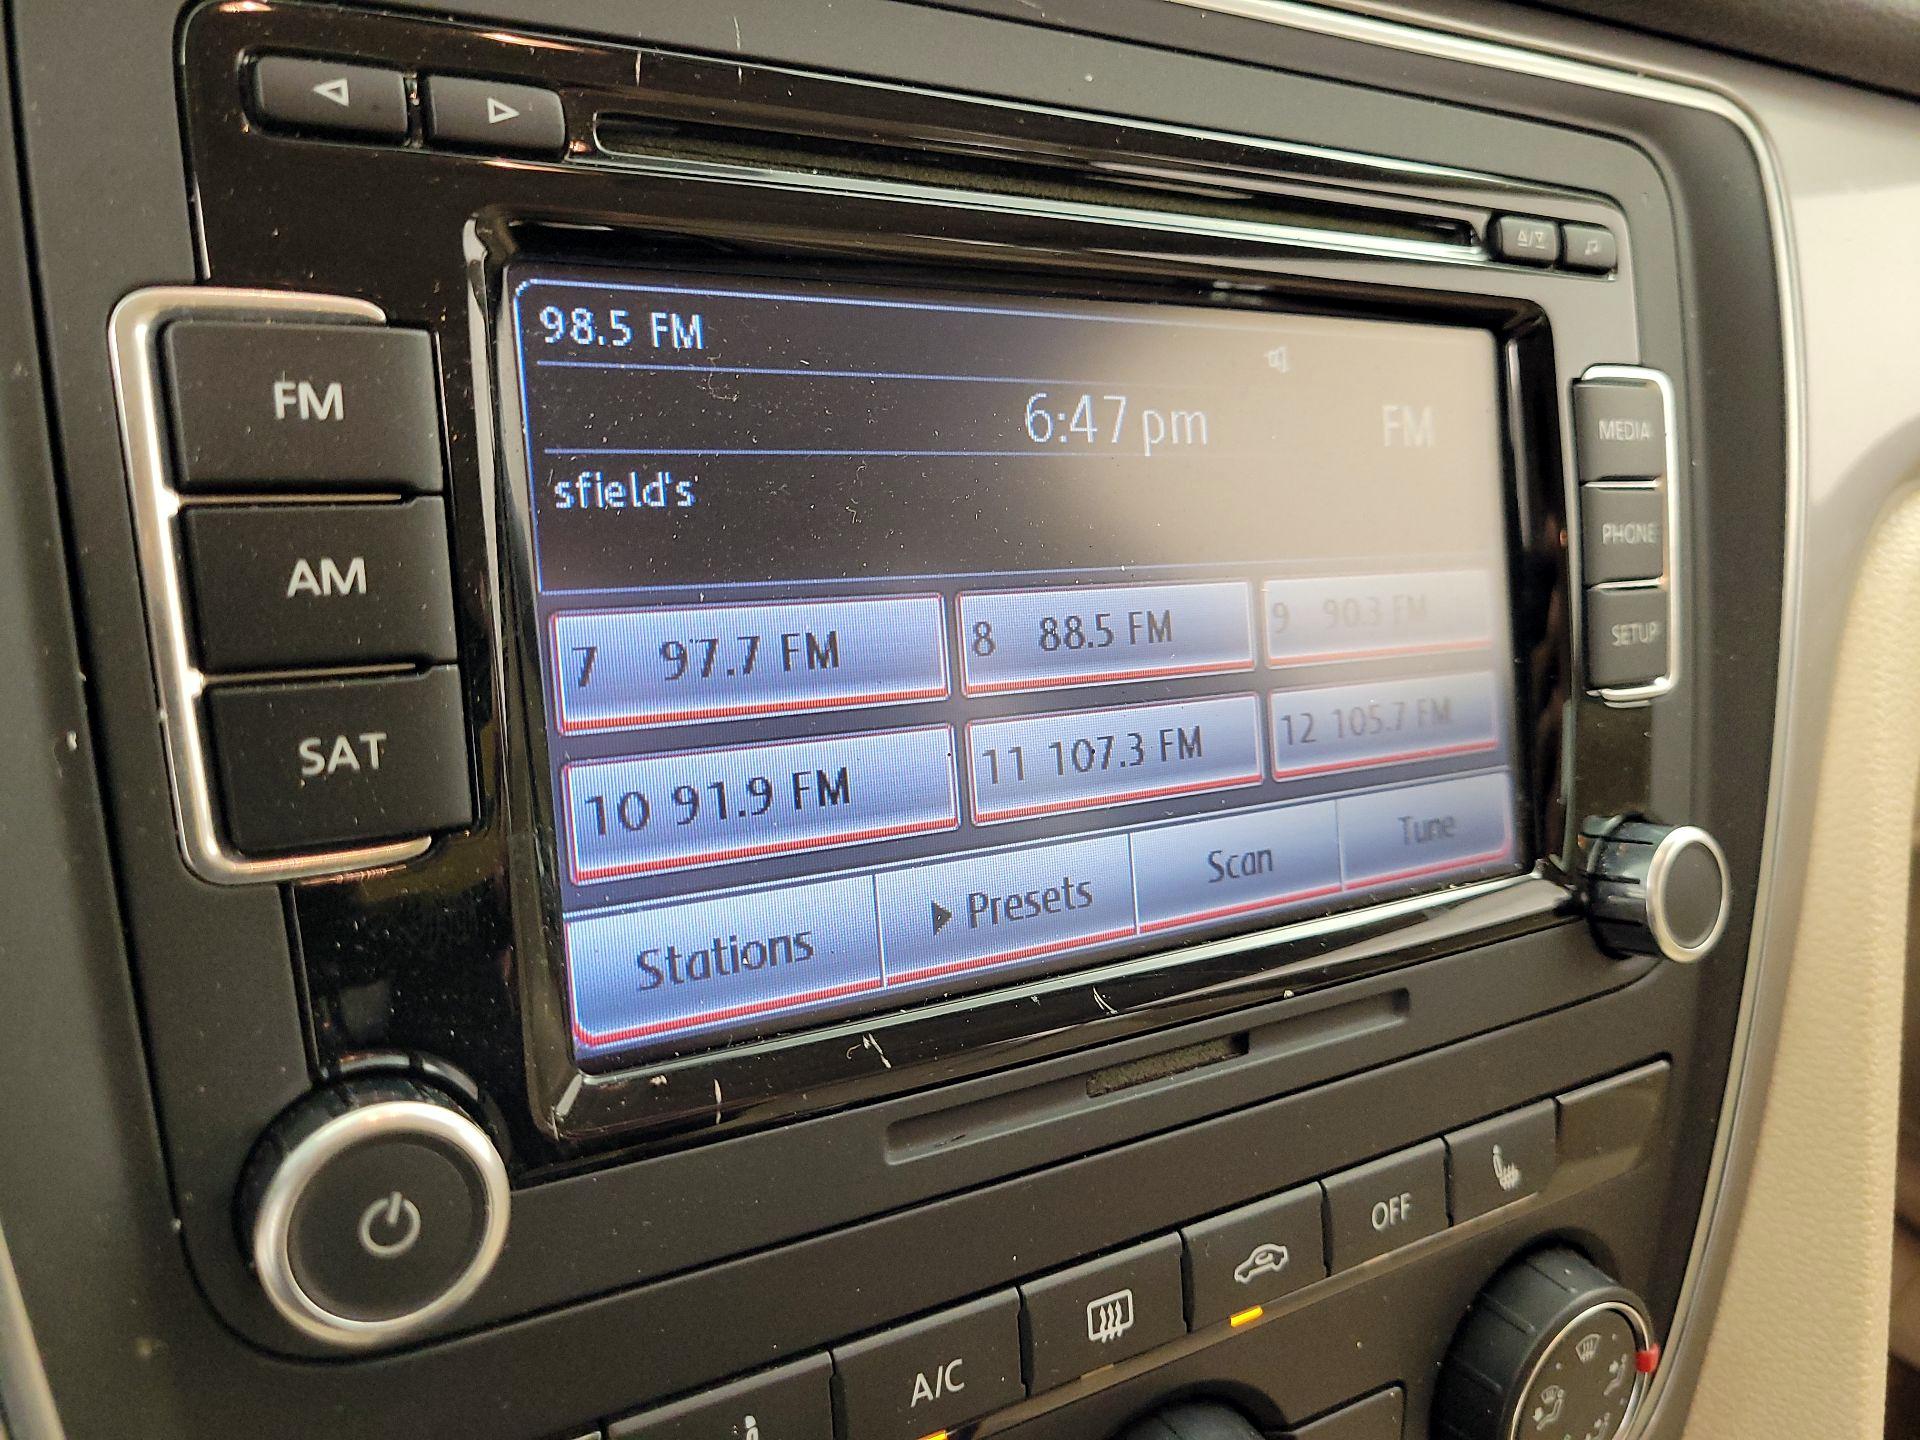 98.5 FM
6:47 pm FM
sfield's
7 97.7 FM 8 88.5 FM 9 90.3 FM
10 91.9 FM 11 107.3 FM 12 105.7 FM
Stations Presets Scan Tune
FM
AM
SAT
MEDIA
PHONE
SETUP
A/C
OFF